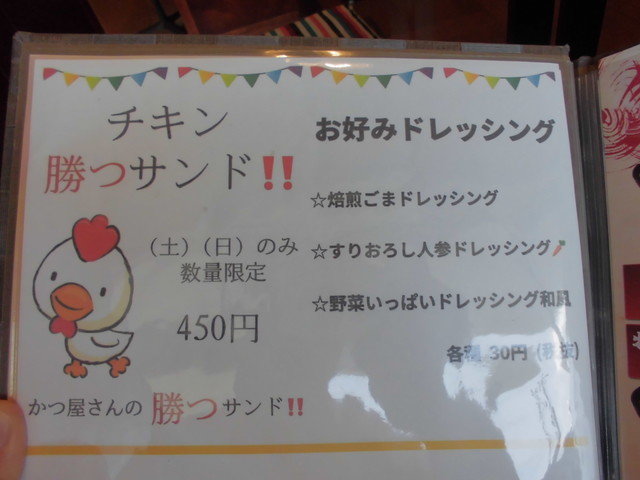 チキン
勝つサンド!!
（土）（日）のみ
数量限定
450円
かつ屋さんの 勝つ サンド!!
お好みドレッシング
☆焙煎ごまドレッシング
☆すりおろし人参ドレッシング
☆野菜いっぱいドレッシング和風
各種 30円 (税抜)